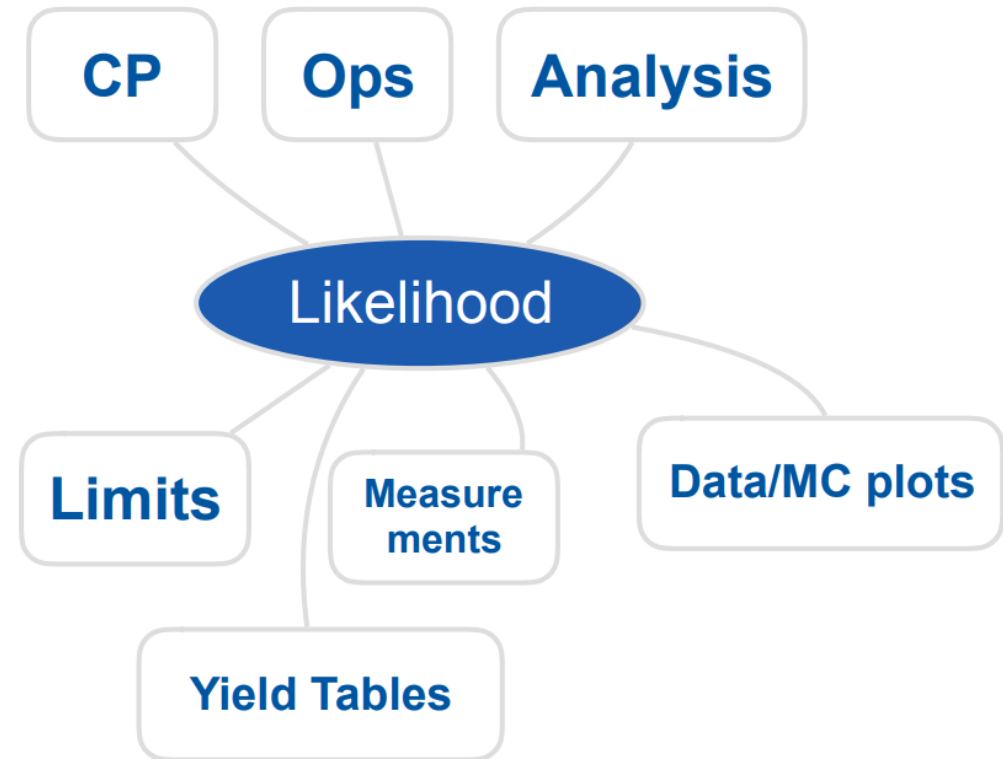 CP
Ops
Analysis
Likelihood
Limits
Measure
ments
Data/MC plots
Yield Tables